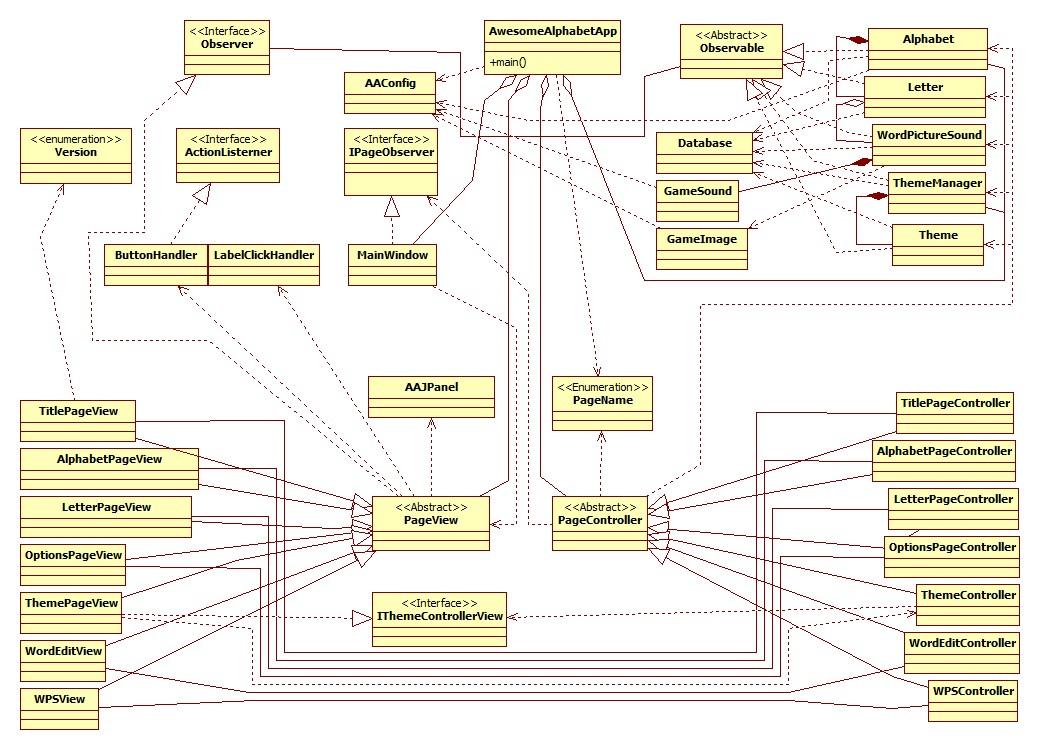 <<Interface>>
Observer
AwesomeAlphabetApp
+main()
<<Abstract>>
Observable
Alphabet
AAConfig
Letter
<<enumeration>>
Version
<<Interface>>
ActionListerner
<<Interface>>
IPageObserver
Database
WordPictureSound
GameSound
ThemeManager
GameImage
Theme
ButtonHandler
LabelClickHandler
MainWindow
AAJPanel
<<Enumeration>>
PageName
TitlePageView
TitlePageController
AlphabetPageView
AlphabetPageController
LetterPageView
<<Abstract>>
PageView
<<Abstract>>
PageController
LetterPageController
OptionsPageView
OptionsPageController
ThemePageView
<<Interface>>
IThemeControllerView
ThemeController
WordEditView
WordEditController
WPSView
WPSController